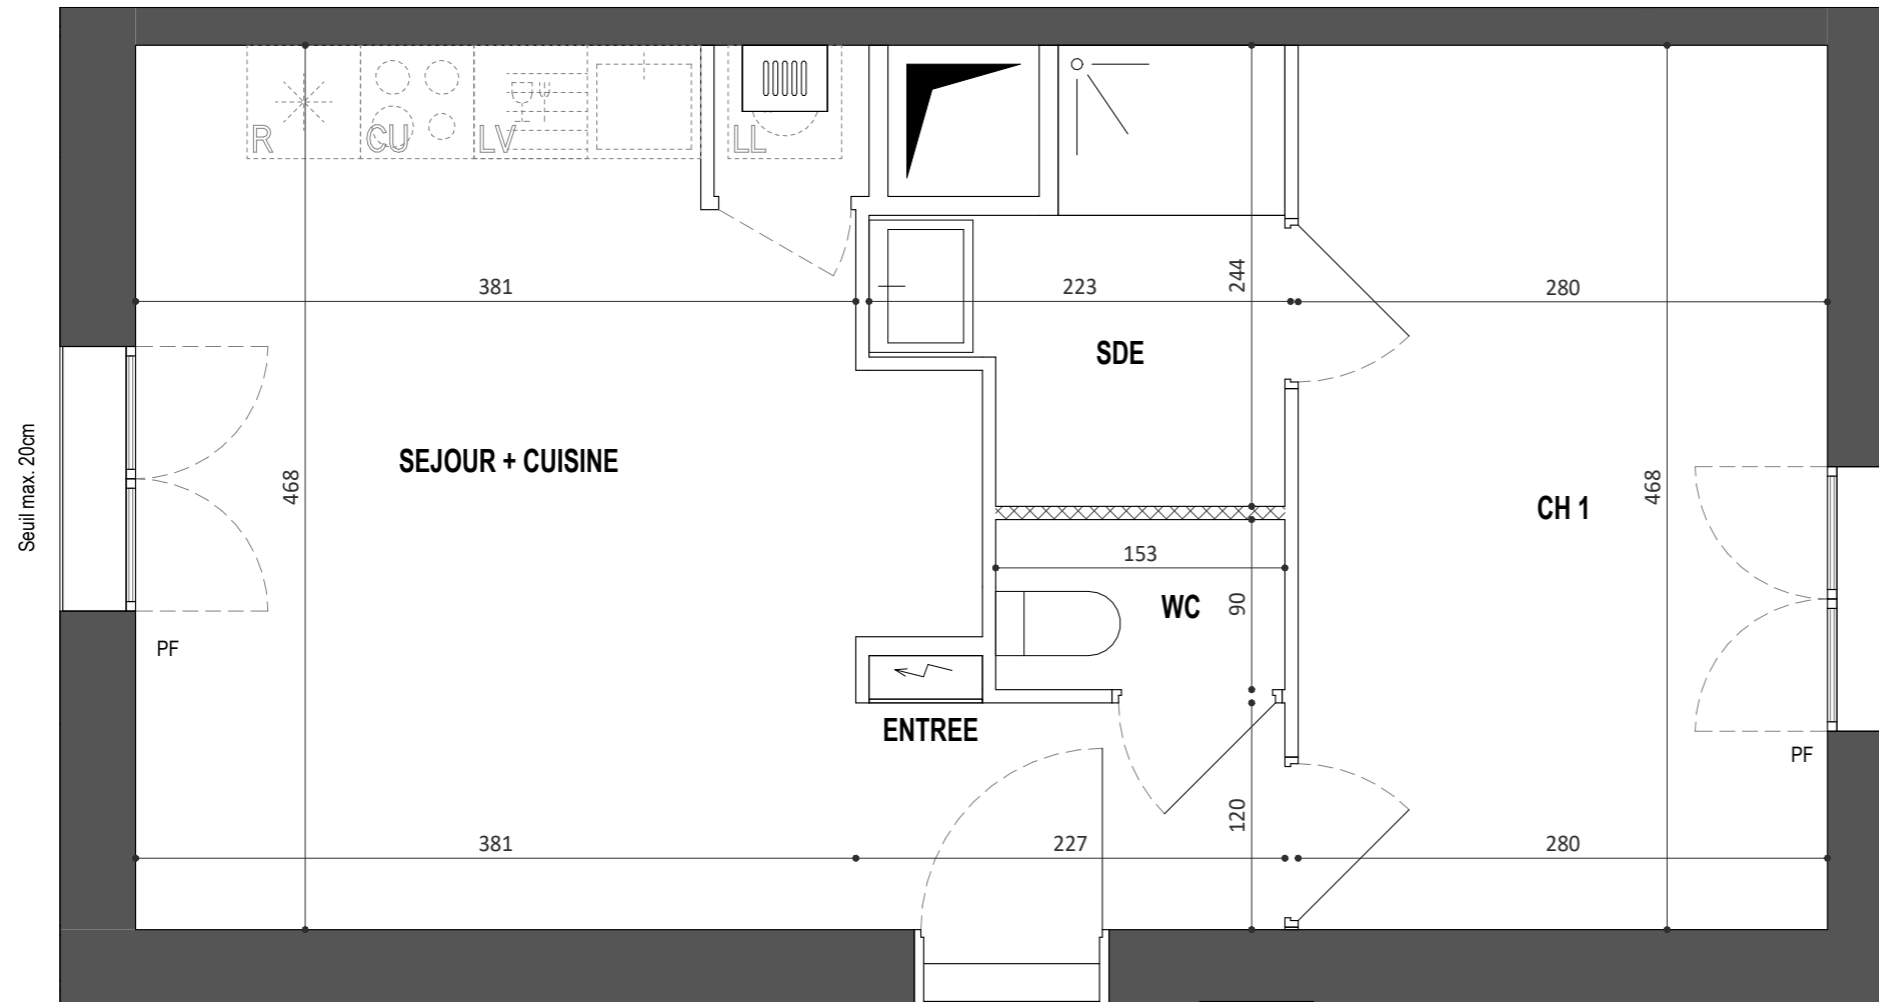 R
CU
LV
LL
381
223
244
280
SDE
Seuil max. 20cm
SEJOUR + CUISINE
468
468
CH 1
153
WC
90
PF
ENTREE
PF
120
381
227
280